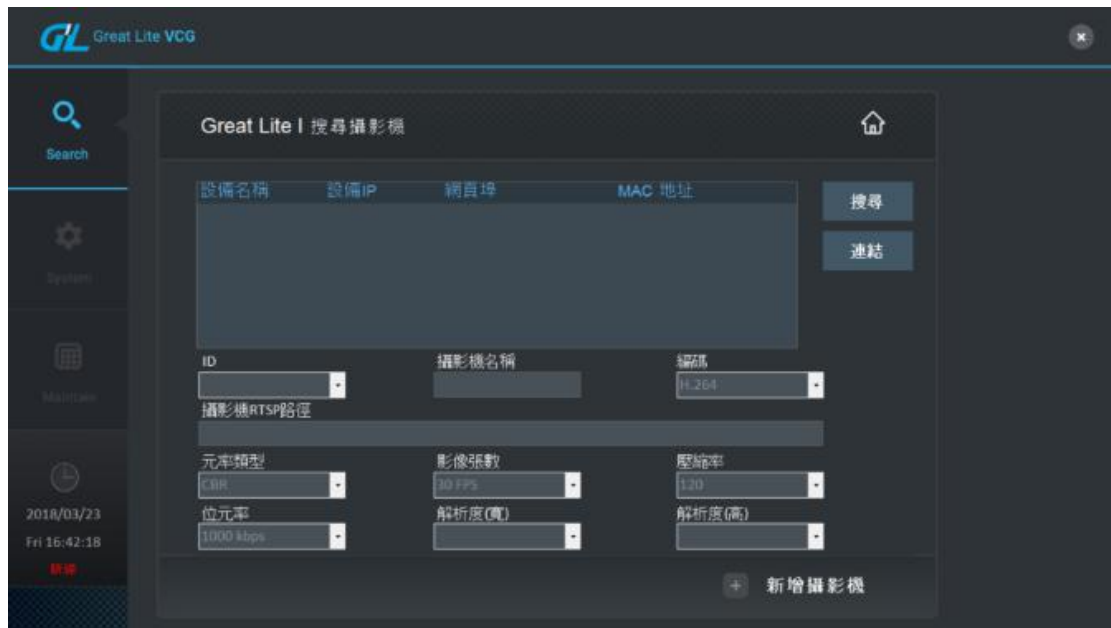 GL Great Lite VCG
Search
Great Lite | 搜尋攝影機
設備名稱 設備IP 網頁埠 MAC 地址
搜尋
連結
System
ID 攝影機名稱 編碼
H.264
攝影機RTSP路徑
Maintain
元率類型 影像張數 壓縮率
CBR 30 FPS 120
位元率 解析度(寬) 解析度(高)
1000 kbps
2018/03/23
Fri 16:42:18
新增攝影機